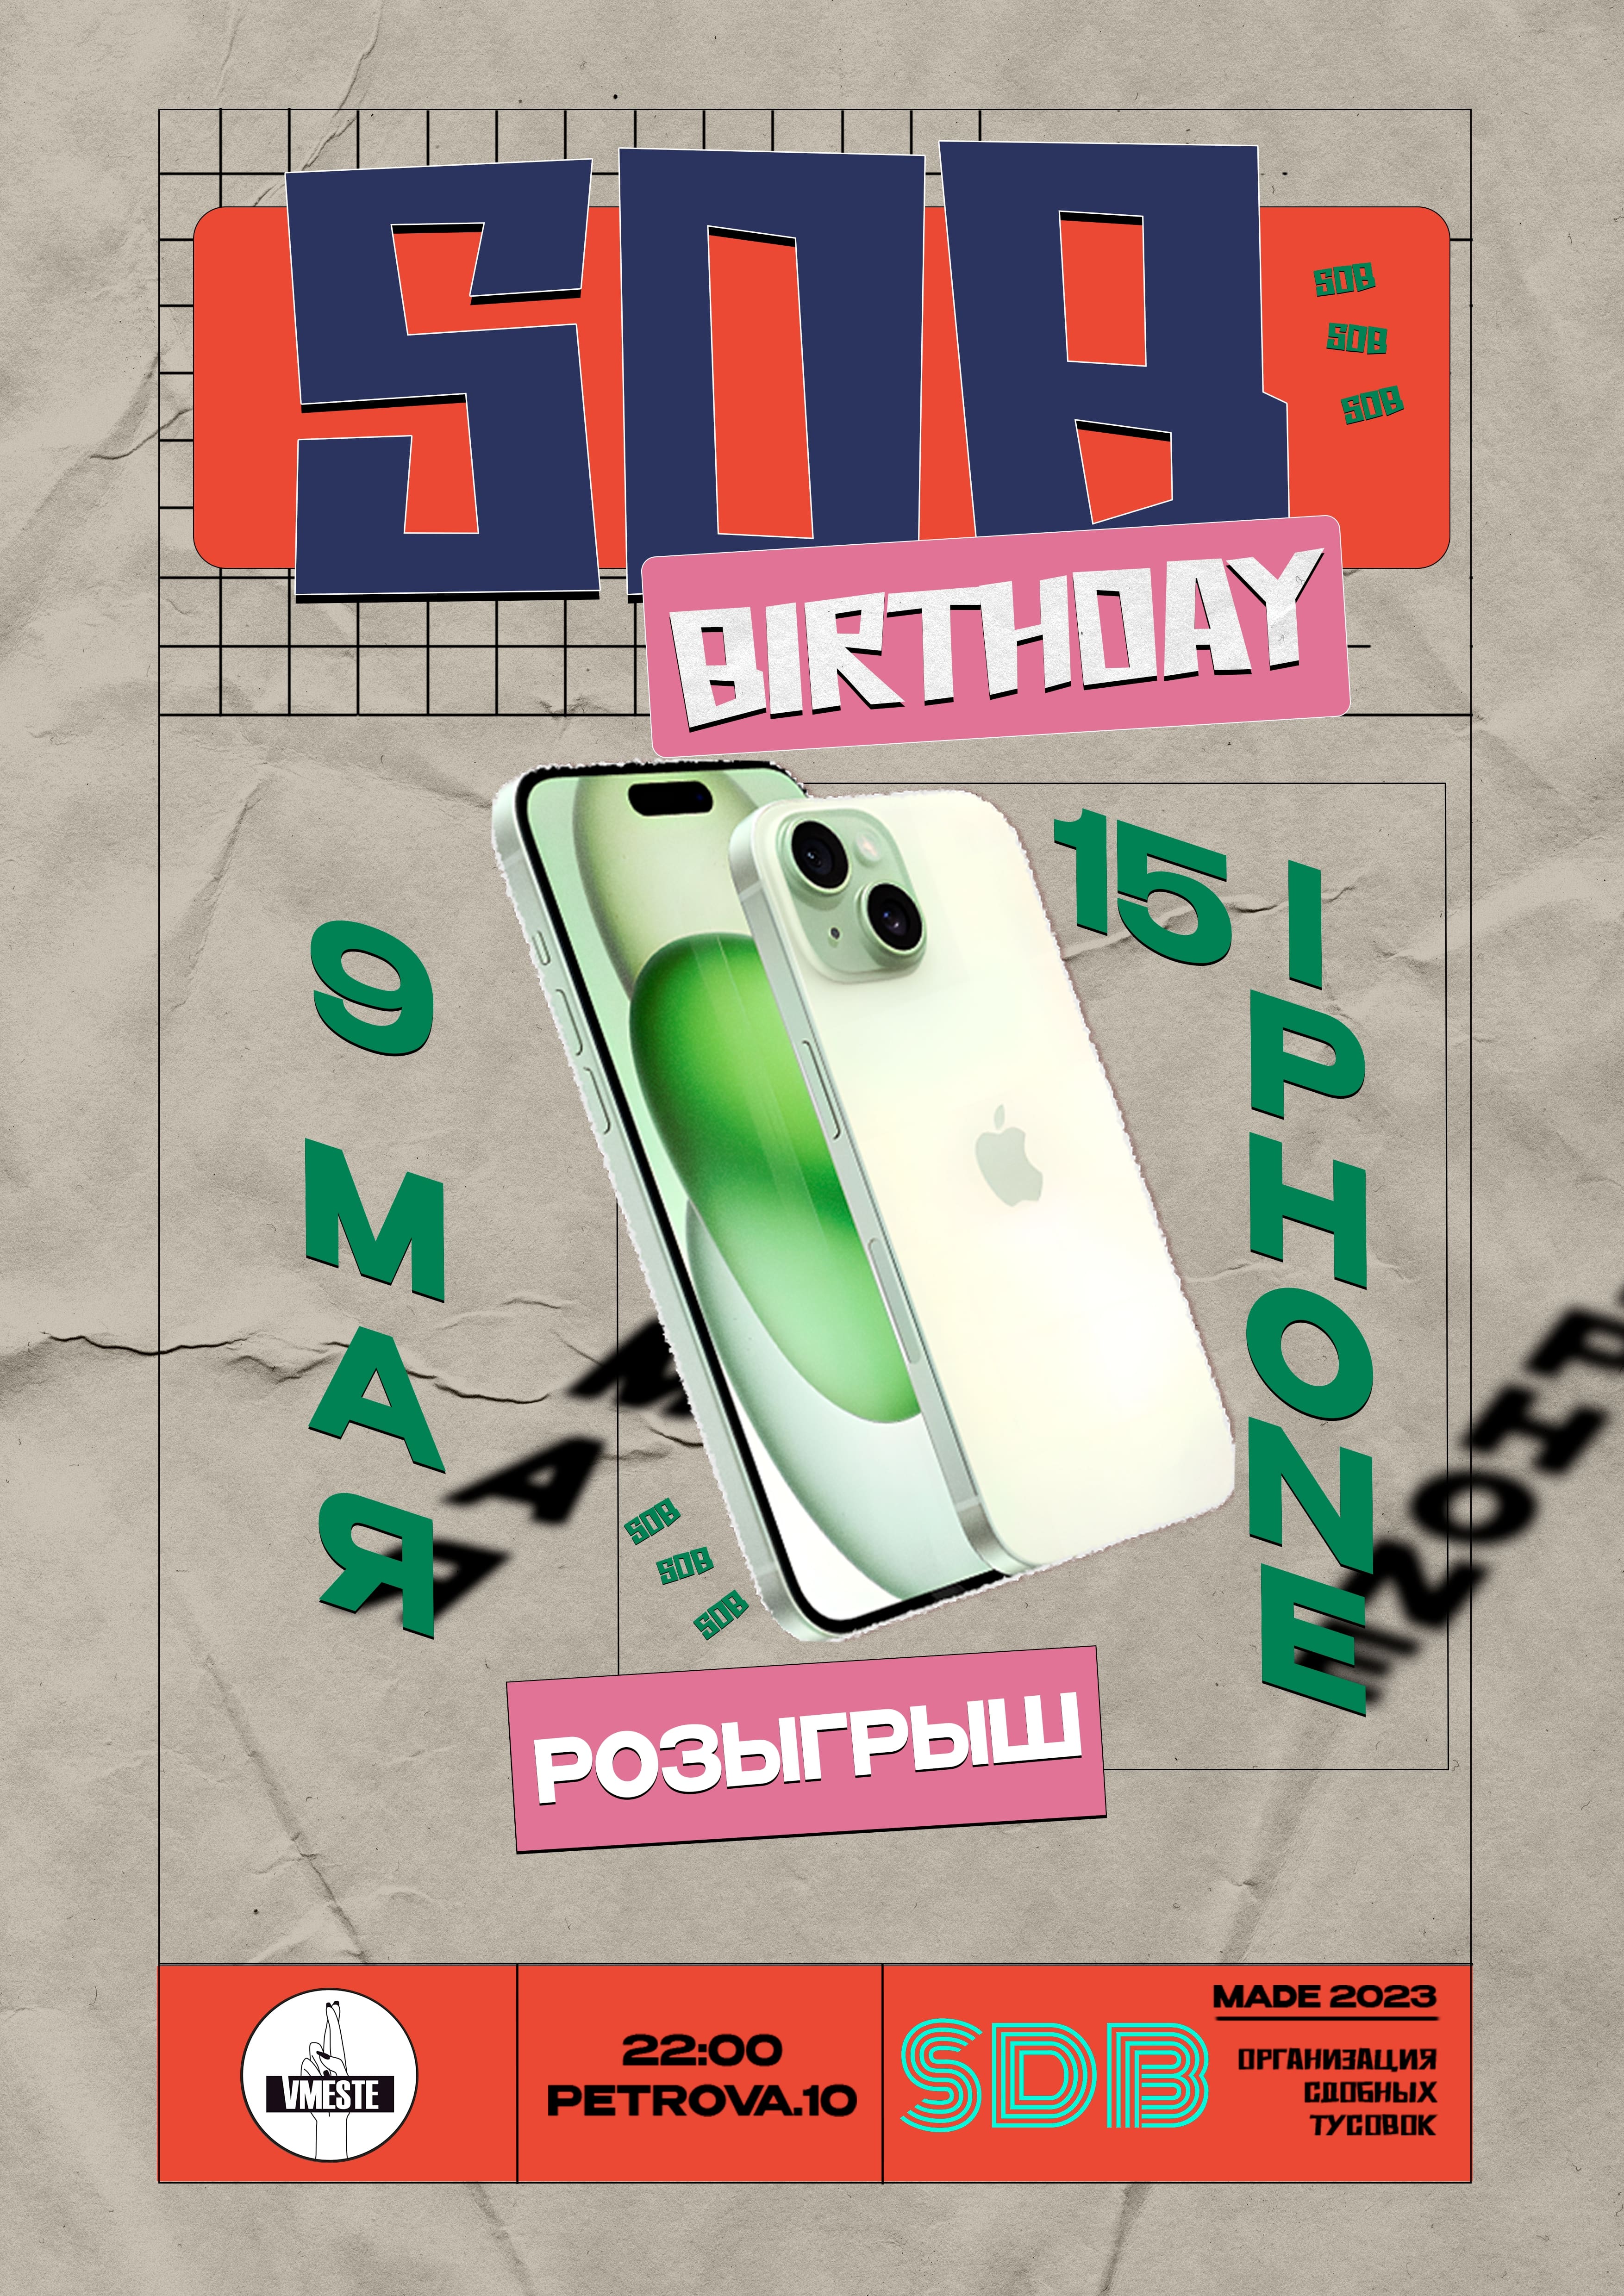 SDB
SDB
SDB
SDB
BIRTHDAY
15 IPHONE
9 МАЯ
SDB
SDB
SDB
РОЗЫГРЫШ
VMESTE
22:00
PETROVA.10
SDB
MADE 2023
ОРГАНИЗАЦИЯ
СДОБНЫХ
ТУСОВОК